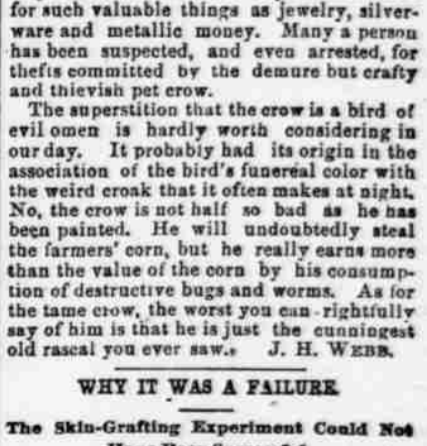 for such valuable things as jewelry, silver-
ware and metallic money. Many a person
has been suspected, and even arrested, for
thefts committed by the demure but crafty
and thievish pet crow.
The superstition that the crow is a bird of
evil omen is hardly worth considering in
our day. It probably had its origin in the
association of the bird's funereal color with
the weird croak that it often makes at night.
No, the crow is not half so bad as he has
been painted. He will undoubtedly steal
the farmers' corn, but he really earns more
than the value of the corn by his consump-
tion of destructive bugs and worms. As for
the tame crow, the worst you can rightfully
say of him is that he is just the cunningest
old rascal you ever saw. J. H. WEBB.
WHY IT WAS A FAILURE
The Skin-Grafting Experiment Could Not